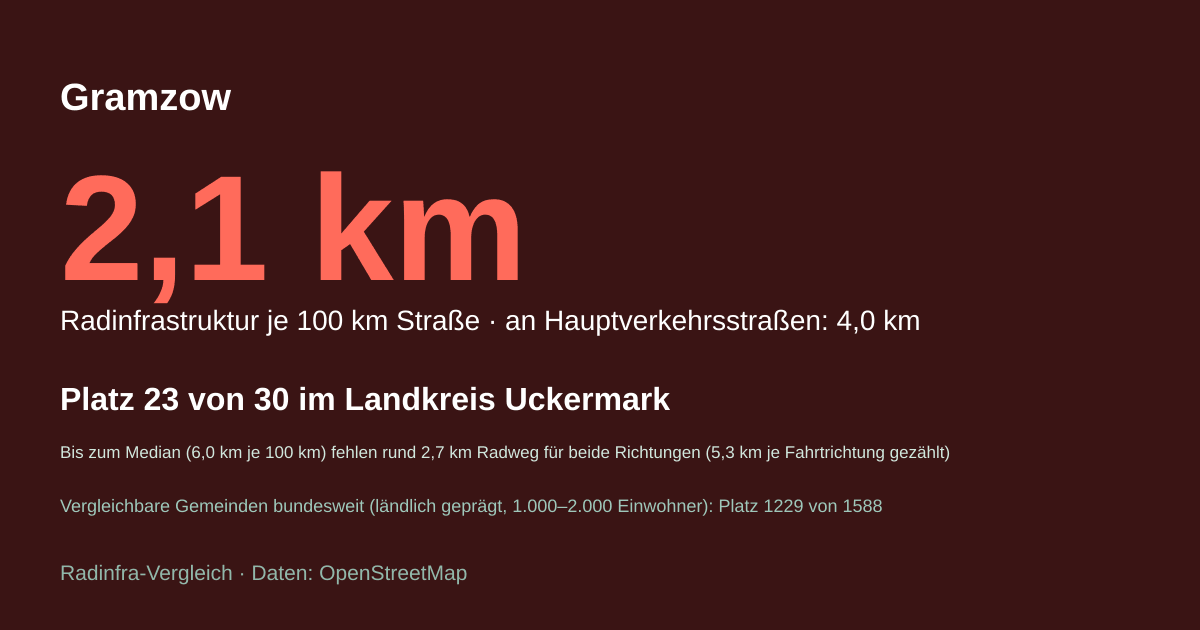 Gramzow
2,1 km
Radinfrastruktur je 100 km Straße · an Hauptverkehrsstraßen: 4,0 km
Platz 23 von 30 im Landkreis Uckermark
Bis zum Median (6,0 km je 100 km) fehlen rund 2,7 km Radweg für beide Richtungen (5,3 km je Fahrtrichtung gezählt)
Vergleichbare Gemeinden bundesweit (ländlich geprägt, 1.000–2.000 Einwohner): Platz 1229 von 1588
Radinfra-Vergleich · Daten: OpenStreetMap